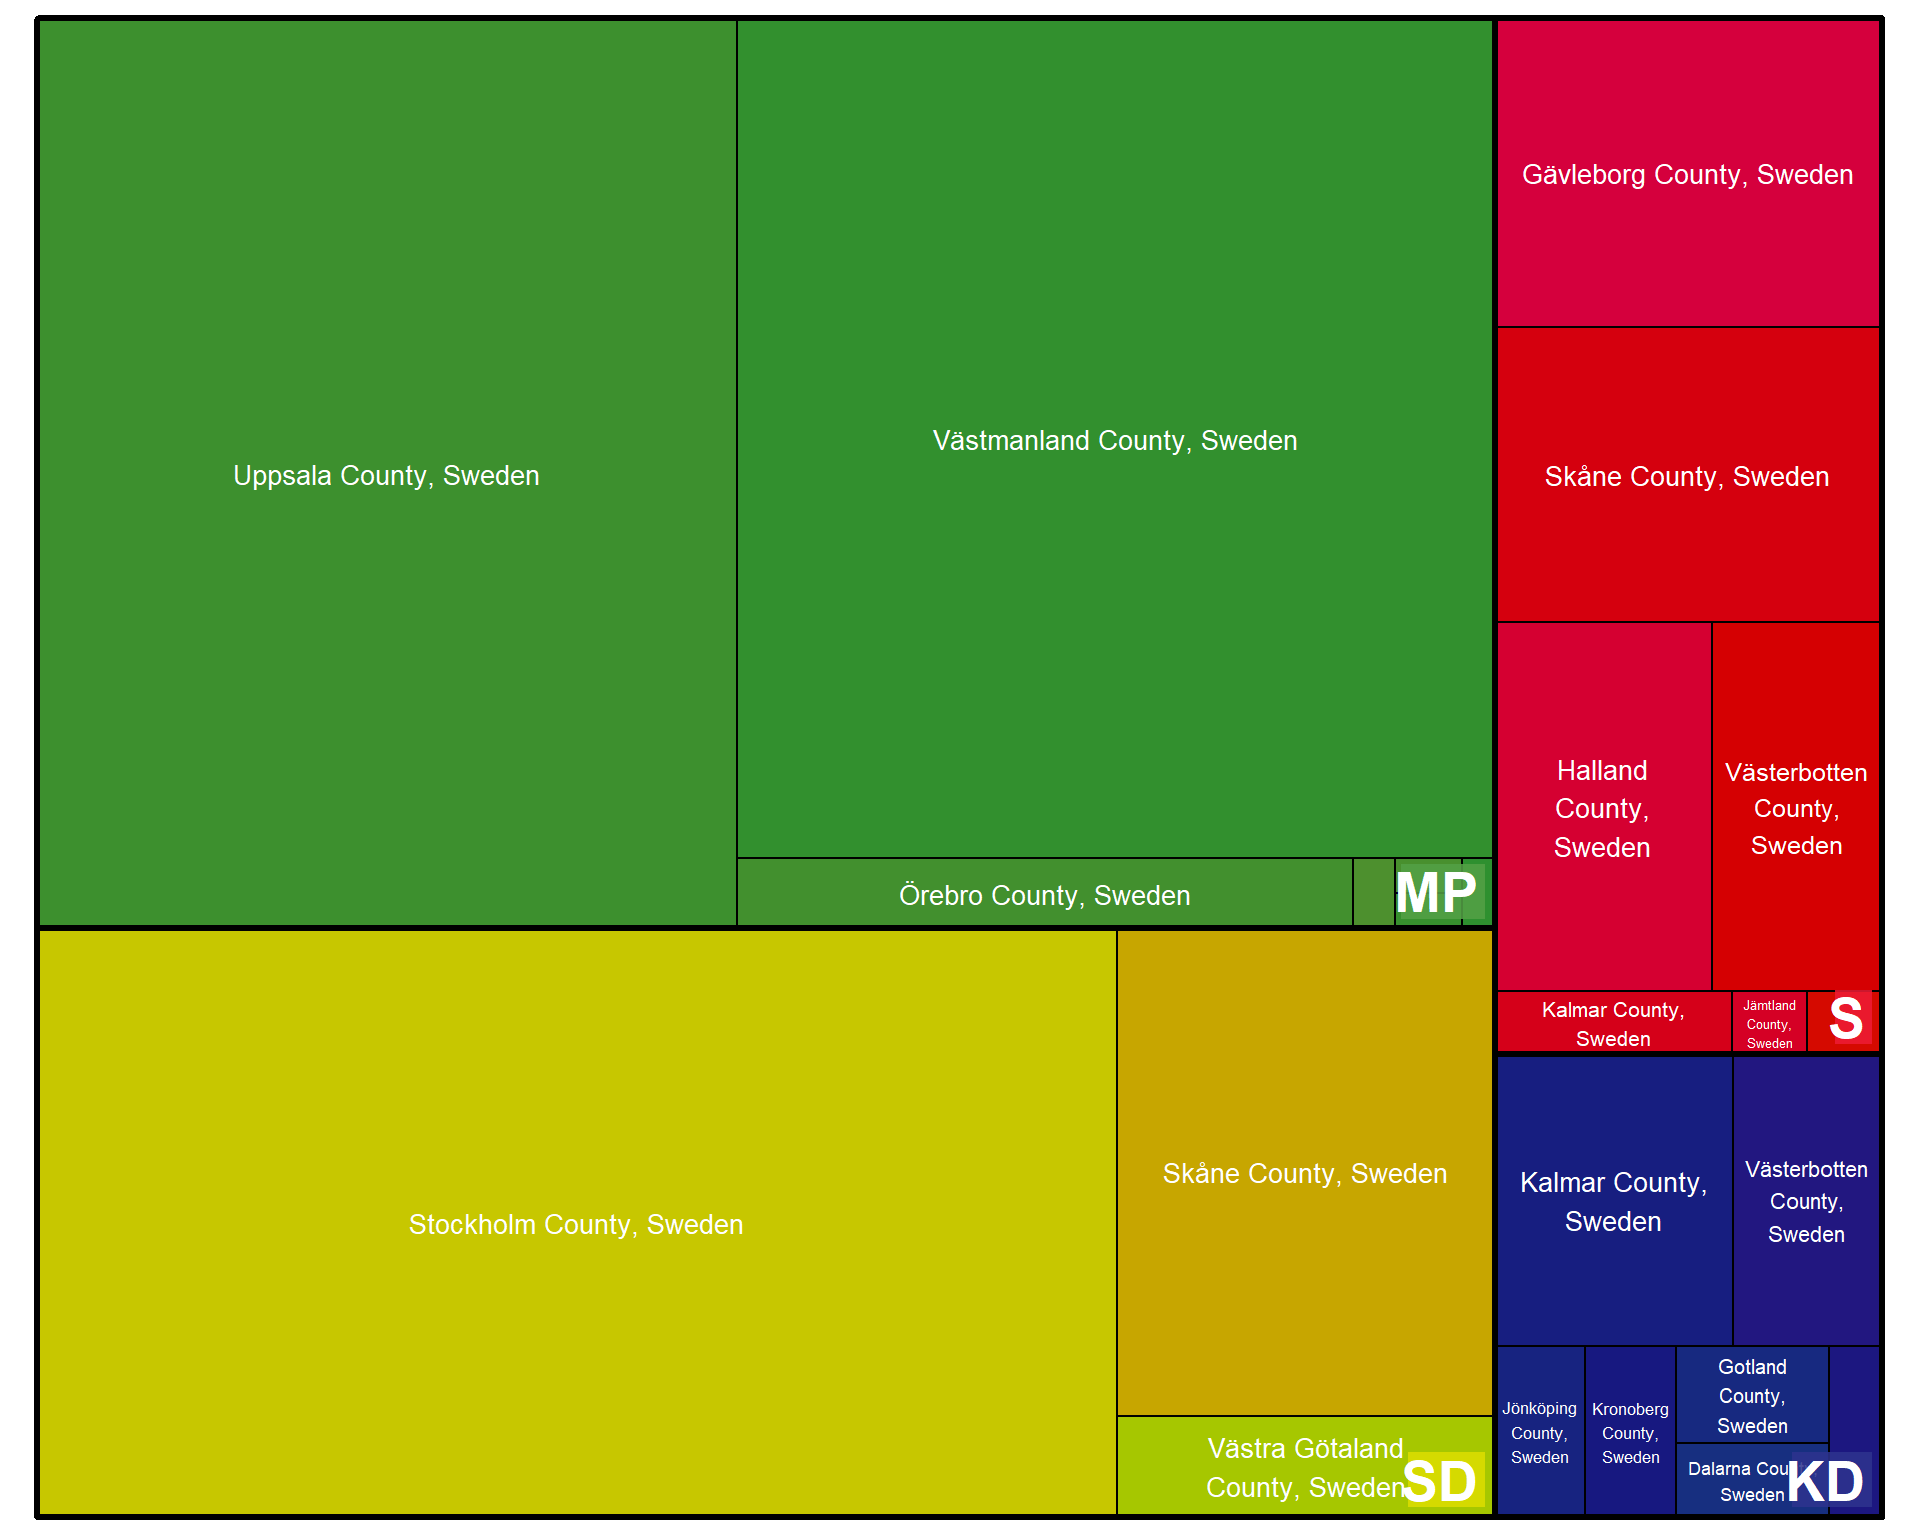 Uppsala County, Sweden
Västmanland County, Sweden
Örebro County, Sweden
MP
Stockholm County, Sweden
Skåne County, Sweden
Västra Götaland
County, Sweden
SD
Gävleborg County, Sweden
Skåne County, Sweden
Halland
County,
Sweden
Västerbotten
County,
Sweden
Kalmar County,
Sweden
Jämtland
County,
Sweden
S
Kalmar County,
Sweden
Västerbotten
County,
Sweden
Jönköping
County,
Sweden
Kronoberg
County,
Sweden
Gotland
County,
Sweden
Dalarna Cou
Sweden
KD